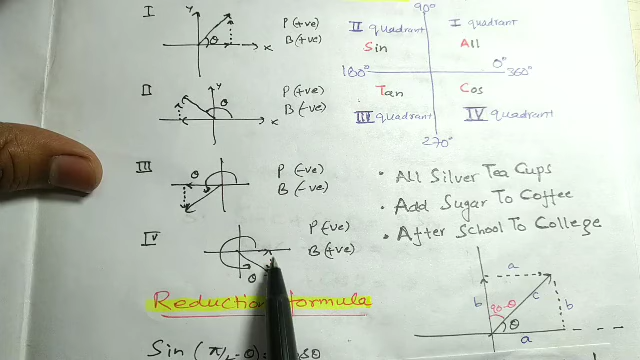 I
Y
θ
X
P (+ve)
B (+ve)
II
Y
θ
X
P (+ve)
B (-ve)
III
θ
P (-ve)
B (-ve)
IV
θ
P (-ve)
B (+ve)
90°
II quadrant
I quadrant
Sin
All
180°
0°
360°
Tan
Cos
III quadrant
IV quadrant
270°
• All Silver Tea Cups
• Add Sugar To Coffee
• After School To College
a
b
90-θ
c
b
θ
a
Reduction formula
Sin (π/2-θ)